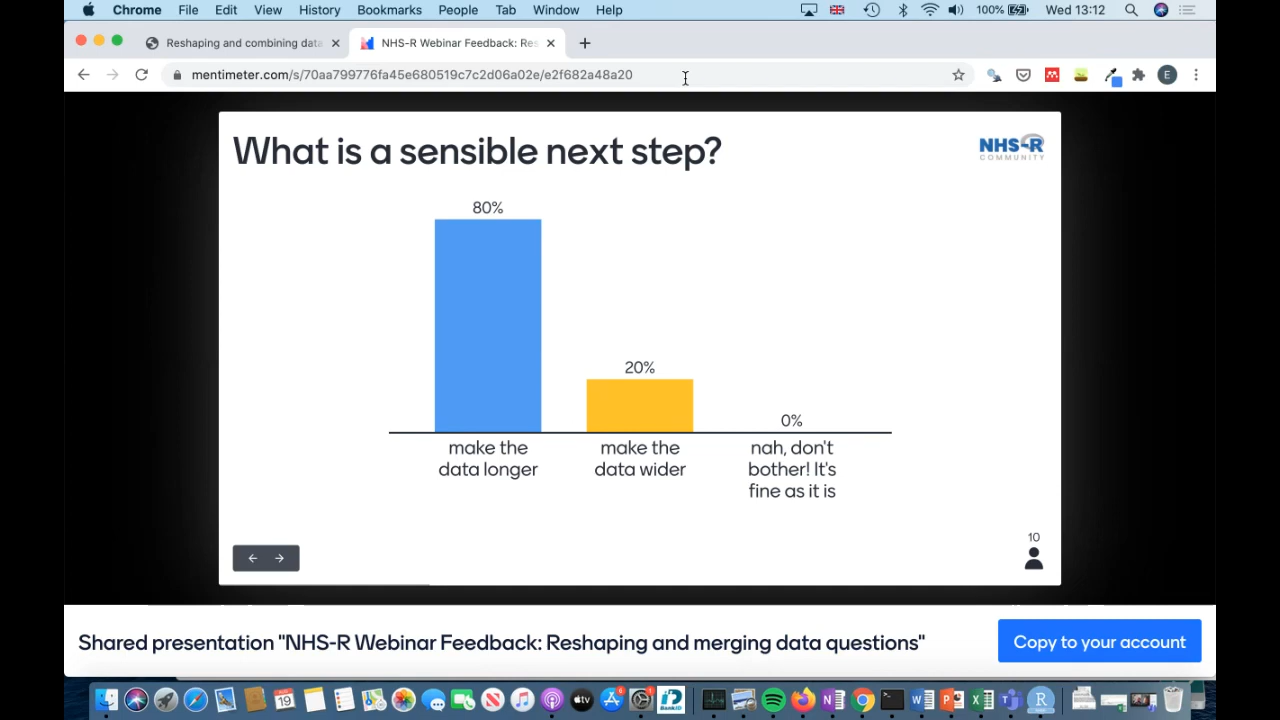 Chrome File Edit View History Bookmarks People Tab Window Help 100% Wed 13:12
Reshaping and combining data
NHS-R Webinar Feedback: Res
mentimeter.com/s/70aa799776fa45e680519c7c2d06a02e/e2f682a48a20
E
What is a sensible next step?
NHS-R
COMMUNITY
80%
20%
0%
make the
data longer
make the
data wider
nah, don't
bother! It's
fine as it is
10
Shared presentation "NHS-R Webinar Feedback: Reshaping and merging data questions"
Copy to your account